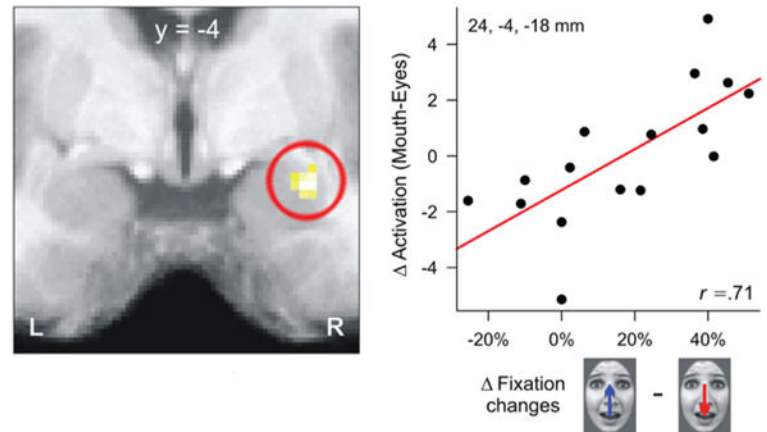 y = -4
L
R
24, -4, -18 mm
Δ Activation (Mouth-Eyes)
4
2
0
-2
-4
r =.71
-20%
0%
20%
40%
Δ Fixation
changes
-